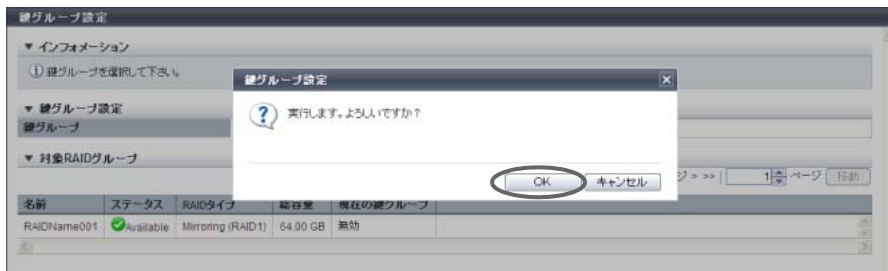 鍵グループ設定
▼ インフォメーション
鍵グループを選択して下さい。
鍵グループ設定
実行します。よろしいですか？
OK キャンセル
▼ 鍵グループ設定
鍵グループ
▼ 対象RAIDグループ
ジ > >> | 1 ページ 移動
名前 ステータス RAIDタイプ 総容量 現在の鍵グループ
RAIDName001 Available Mirroring (RAID1) 64.00 GB 無効